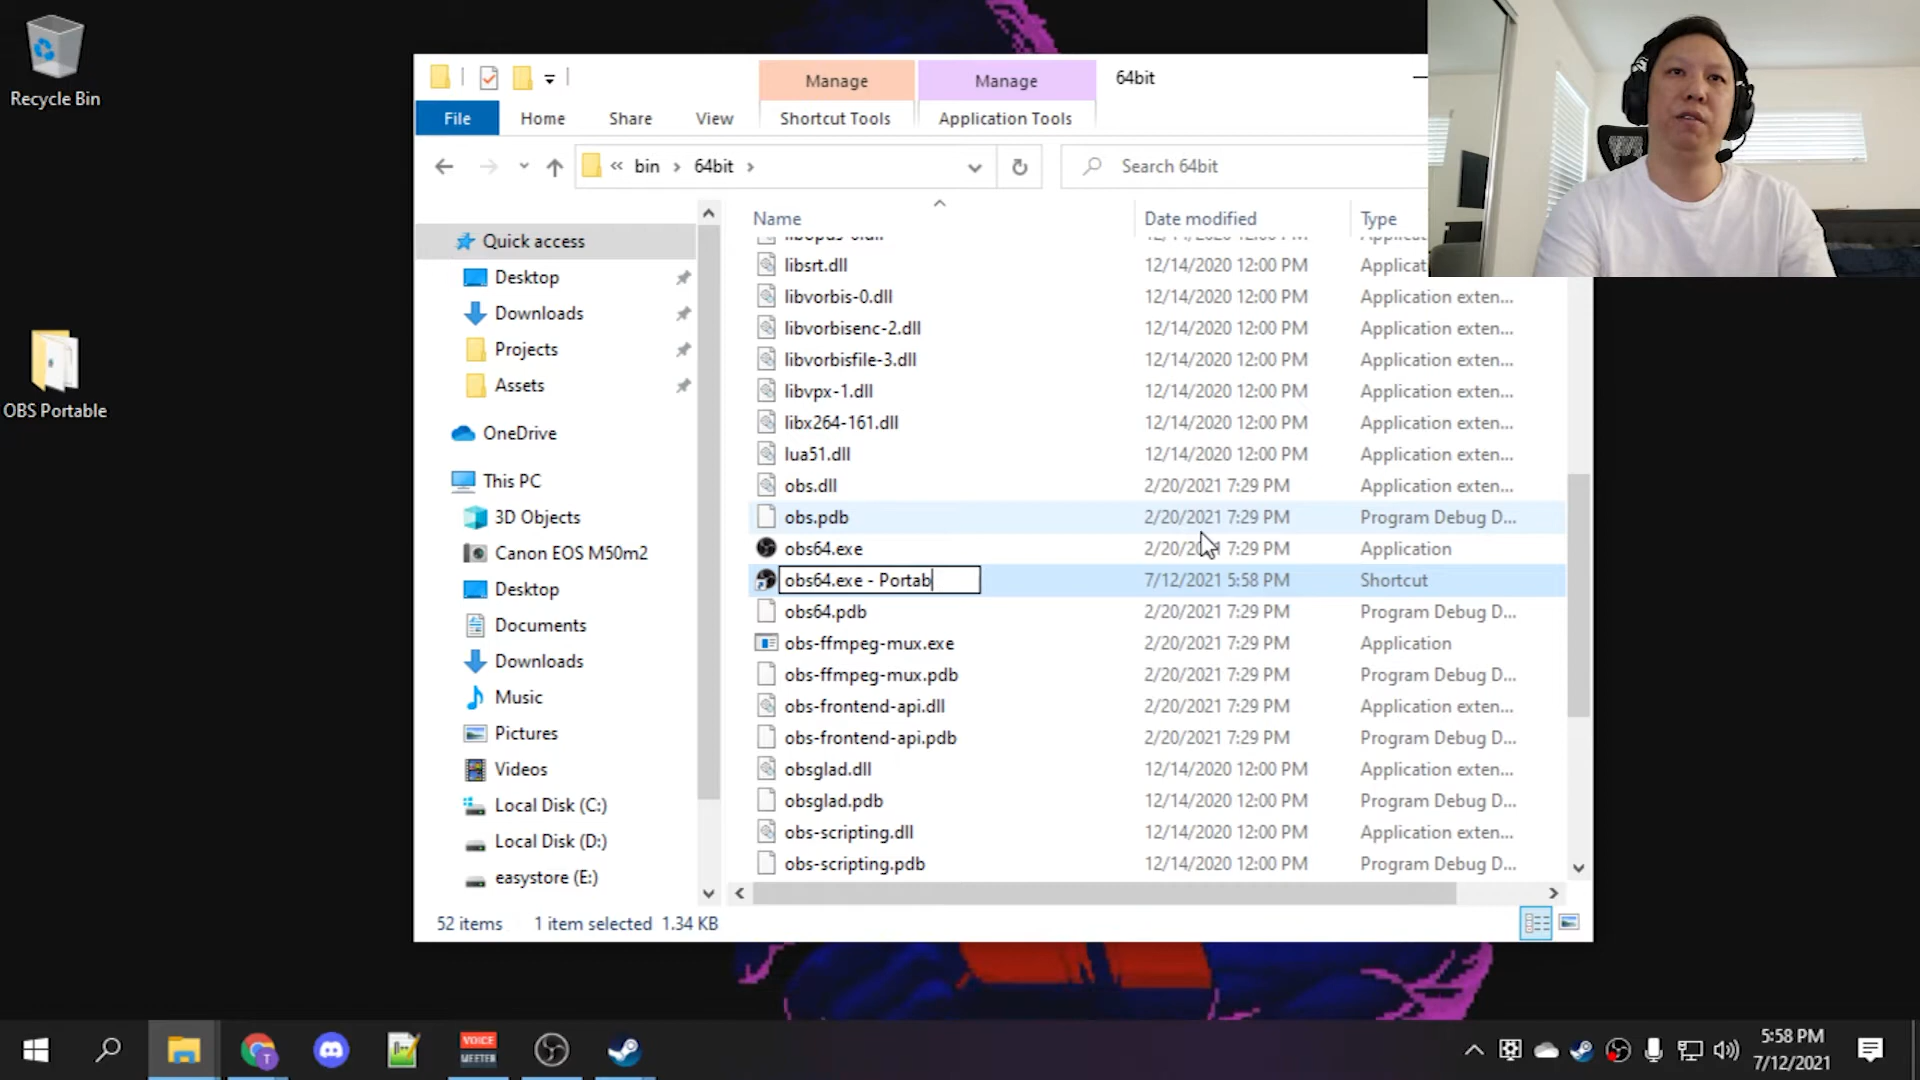 Recycle Bin
OBS Portable
Manage
Manage
64bit
File
Home
Share
View
Shortcut Tools
Application Tools
« bin > 64bit >
Search 64bit
Quick access
Desktop
Downloads
Projects
Assets
OneDrive
This PC
3D Objects
Canon EOS M50m2
Desktop
Documents
Downloads
Music
Pictures
Videos
Local Disk (C:)
Local Disk (D:)
easystore (E:)
Name Date modified Type
libsrt.dll 12/14/2020 12:00 PM Applicat
libvorbis-0.dll 12/14/2020 12:00 PM Application exten...
libvorbisenc-2.dll 12/14/2020 12:00 PM Application exten...
libvorbisfile-3.dll 12/14/2020 12:00 PM Application exten...
libvpx-1.dll 12/14/2020 12:00 PM Application exten...
libx264-161.dll 12/14/2020 12:00 PM Application exten...
lua51.dll 12/14/2020 12:00 PM Application exten...
obs.dll 2/20/2021 7:29 PM Application exten...
obs.pdb 2/20/2021 7:29 PM Program Debug D...
obs64.exe 2/20/2021 7:29 PM Application
obs64.exe - Portab 7/12/2021 5:58 PM Shortcut
obs64.pdb 2/20/2021 7:29 PM Program Debug D...
obs-ffmpeg-mux.exe 2/20/2021 7:29 PM Application
obs-ffmpeg-mux.pdb 2/20/2021 7:29 PM Program Debug D...
obs-frontend-api.dll 2/20/2021 7:29 PM Application exten...
obs-frontend-api.pdb 2/20/2021 7:29 PM Program Debug D...
obsglad.dll 12/14/2020 12:00 PM Application exten...
obsglad.pdb 12/14/2020 12:00 PM Program Debug D...
obs-scripting.dll 12/14/2020 12:00 PM Application exten...
obs-scripting.pdb 12/14/2020 12:00 PM Program Debug D...
52 items 1 item selected 1.34 KB
T
VOICE
MEETER
5:58 PM
7/12/2021